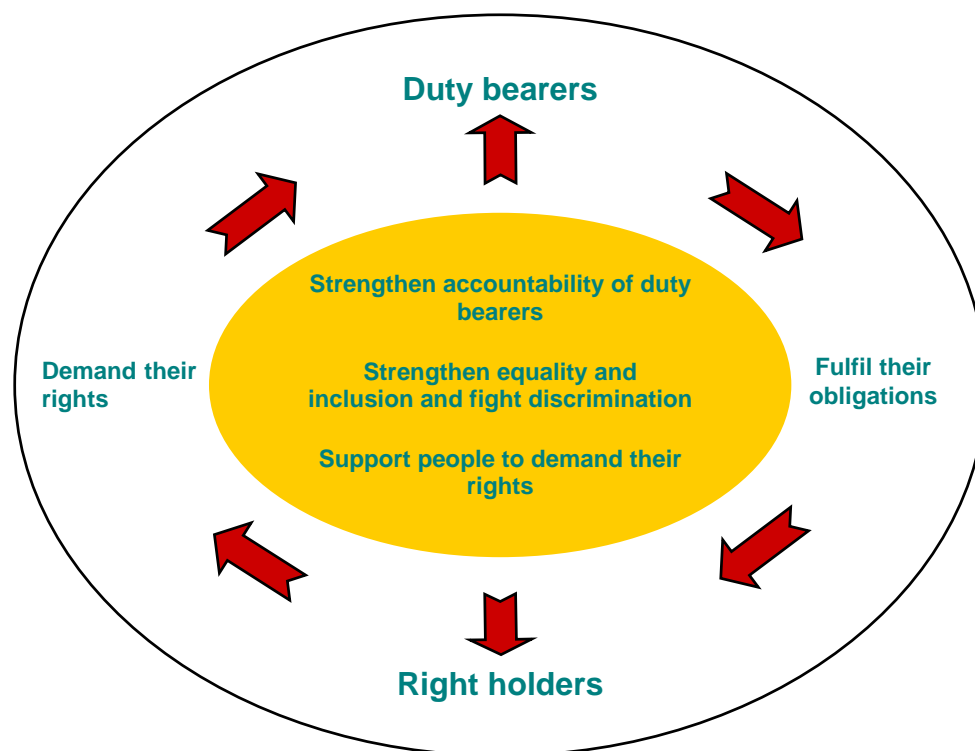 Duty bearers
Strengthen accountability of duty
bearers
Demand their
rights
Strengthen equality and
inclusion and fight discrimination
Fulfil their
obligations
Support people to demand their
rights
Right holders